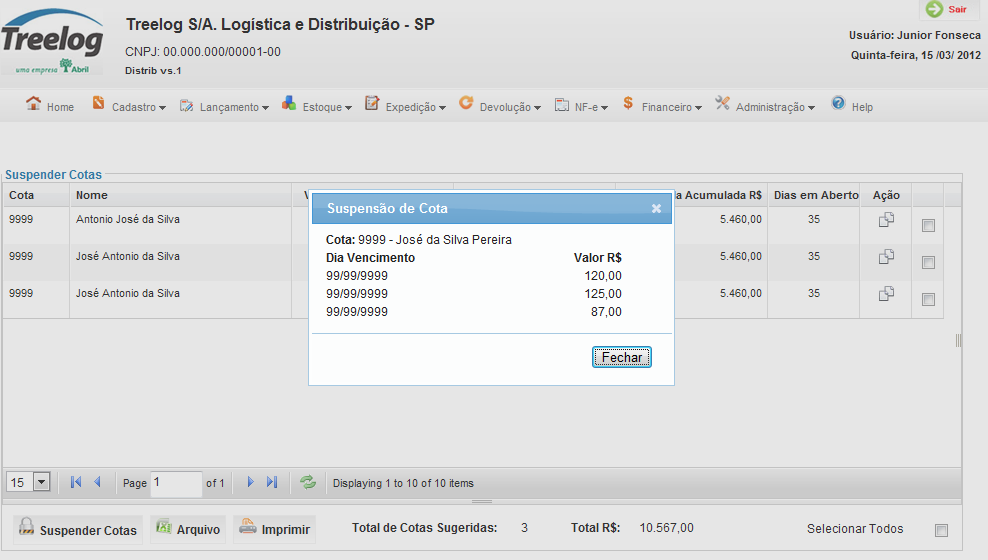 Treelog
uma empresa Abril
Treelog S/A. Logística e Distribuição - SP
CNPJ: 00.000.000/00001-00
Distrib vs.1
Sair
Usuário: Junior Fonseca
Quinta-feira, 15 /03/ 2012
Home Cadastro Lançamento Estoque Expedição Devolução NF-e Financeiro Administração Help
Suspender Cotas
Cota Nome V a Acumulada R$ Dias em Aberto Ação
9999 Antonio José da Silva 5.460,00 35
9999 José Antonio da Silva 5.460,00 35
9999 José Antonio da Silva 5.460,00 35
Suspensão de Cota
Cota: 9999 - José da Silva Pereira
Dia Vencimento Valor R$
99/99/9999 120,00
99/99/9999 125,00
99/99/9999 87,00
Fechar
15 Page 1 of 1 Displaying 1 to 10 of 10 items
Suspender Cotas Arquivo Imprimir Total de Cotas Sugeridas: 3 Total R$: 10.567,00 Selecionar Todos